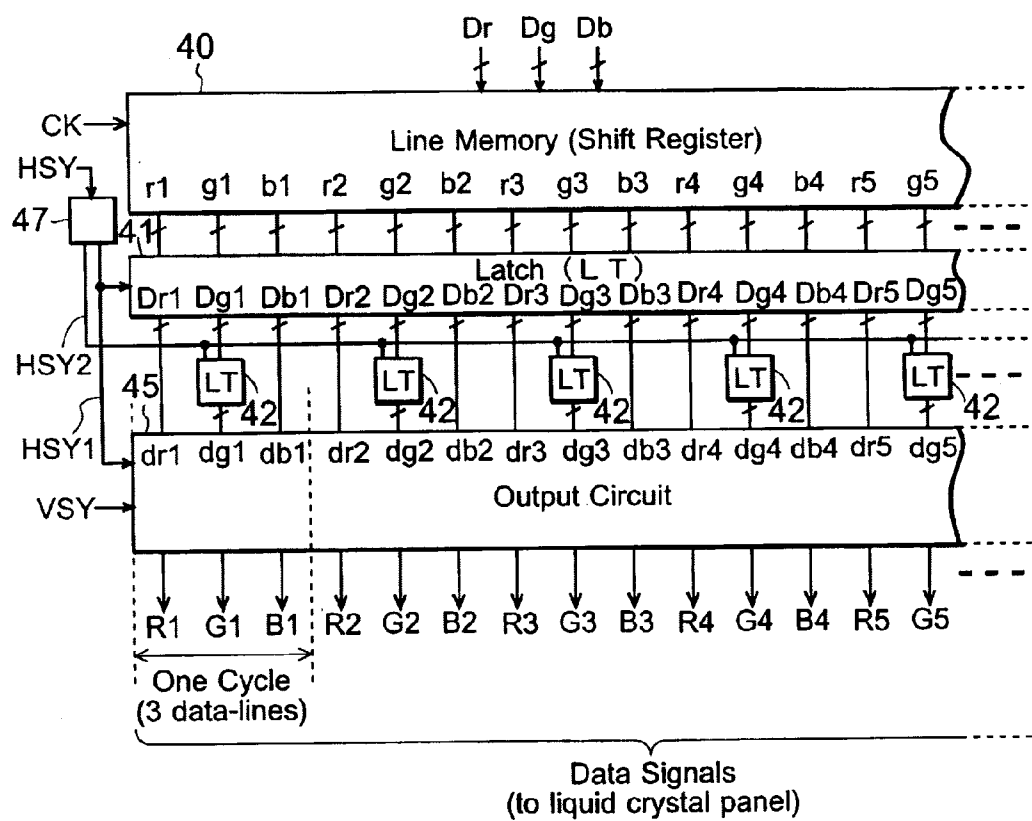 Dr Dg Db
40
CK
Line Memory (Shift Register)
HSY
r1 g1 b1 r2 g2 b2 r3 g3 b3 r4 g4 b4 r5 g5
47
41
Latch (LT)
Dr1 Dg1 Db1 Dr2 Dg2 Db2 Dr3 Dg3 Db3 Dr4 Dg4 Db4 Dr5 Dg5
HSY2
LT LT LT LT LT
45 42 42 42 42 42
HSY1
dr1 dg1 db1 dr2 dg2 db2 dr3 dg3 db3 dr4 dg4 db4 dr5 dg5
VSY
Output Circuit
R1 G1 B1 R2 G2 B2 R3 G3 B3 R4 G4 B4 R5 G5
One Cycle
(3 data-lines)
Data Signals
(to liquid crystal panel)